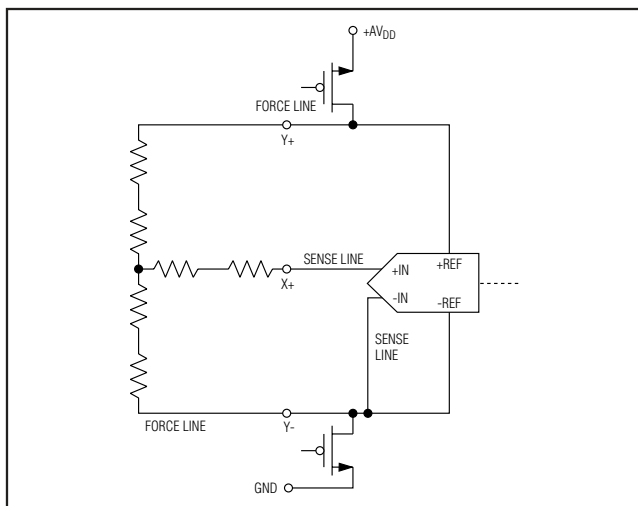 +AVDD
FORCE LINE
Y+
SENSE LINE
X+
+IN
+REF
-IN
-REF
SENSE
LINE
FORCE LINE
Y-
GND